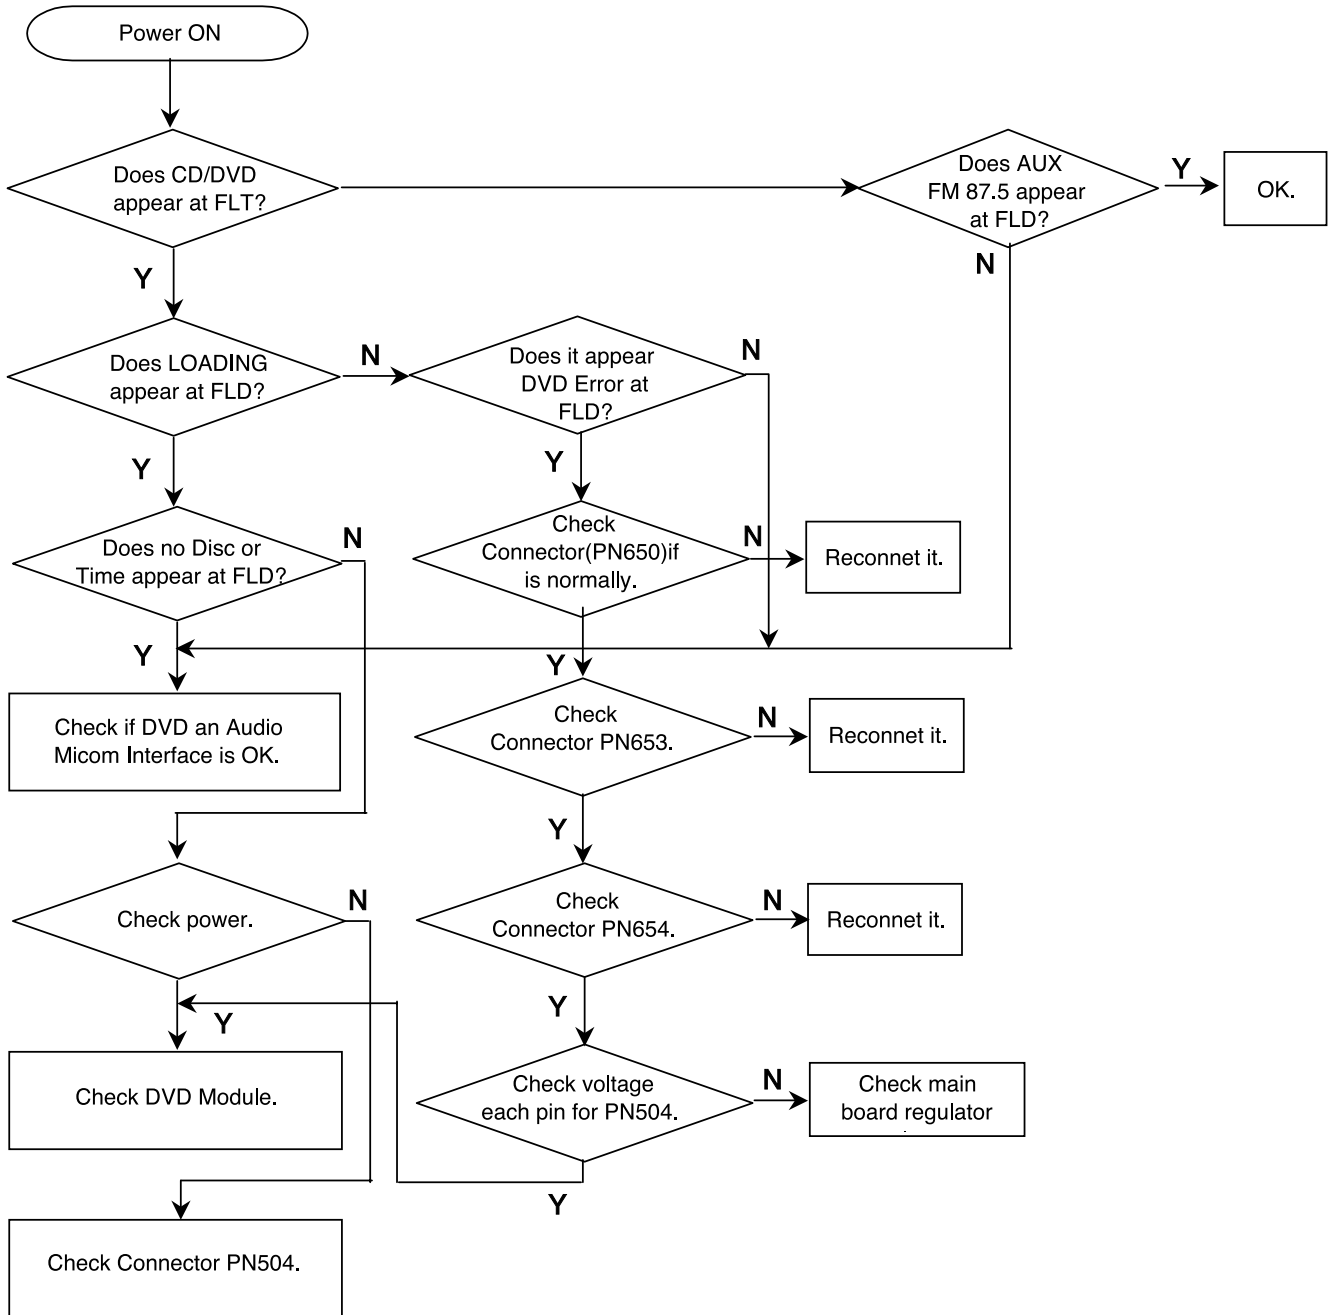 Power ON
Does CD/DVD
appear at FLT?
Does AUX
FM 87.5 appear
at FLD?
Y
OK.
Y
N
Does LOADING
appear at FLD?
N
Does it appear
DVD Error at
FLD?
N
Y
Y
Does no Disc or
Time appear at FLD?
N
Check
Connector(PN650)if
is normally.
N
Reconnet it.
Y
Y
Check if DVD an Audio
Micom Interface is OK.
Check
Connector PN653.
N
Reconnet it.
Y
Check power.
N
Check
Connector PN654.
N
Reconnet it.
Y
Y
Check DVD Module.
Check voltage
each pin for PN504.
N
Check main
board regulator
Y
Check Connector PN504.